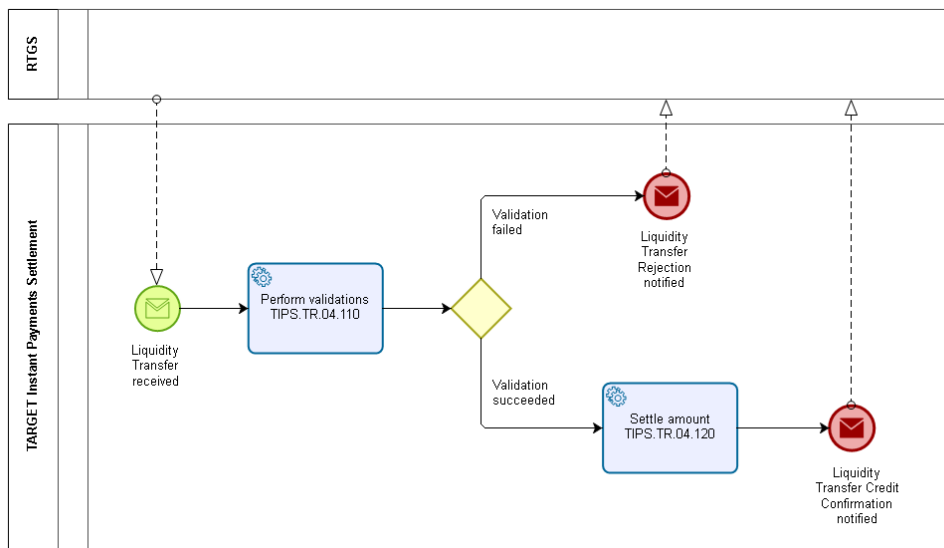 RTGS
TARGET Instant Payments Settlement
Liquidity
Transfer
received
Perform validations
TIPS.TR.04.110
Validation
failed
Liquidity
Transfer
Rejection
notified
Validation
succeeded
Settle amount
TIPS.TR.04.120
Liquidity
Transfer Credit
Confirmation
notified